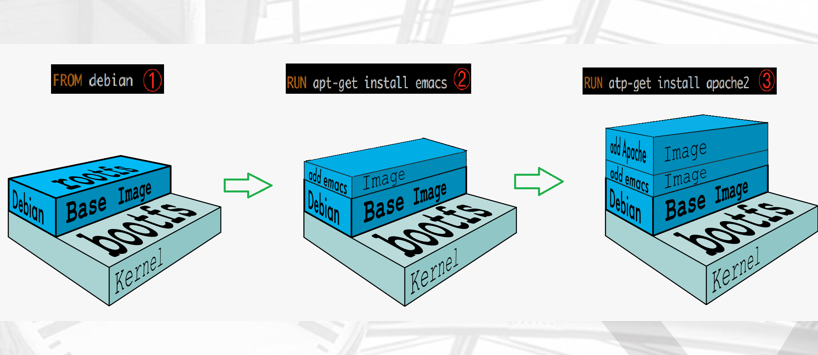 FROM debian ①
RUN apt-get install emacs ②
RUN atp-get install apache2 ③
rootfs
Debian
Base Image
bootfs
Kernel
add emacs
Image
Debian
Base Image
bootfs
Kernel
add Apache
Image
add emacs
Image
Debian
Base Image
bootfs
Kernel